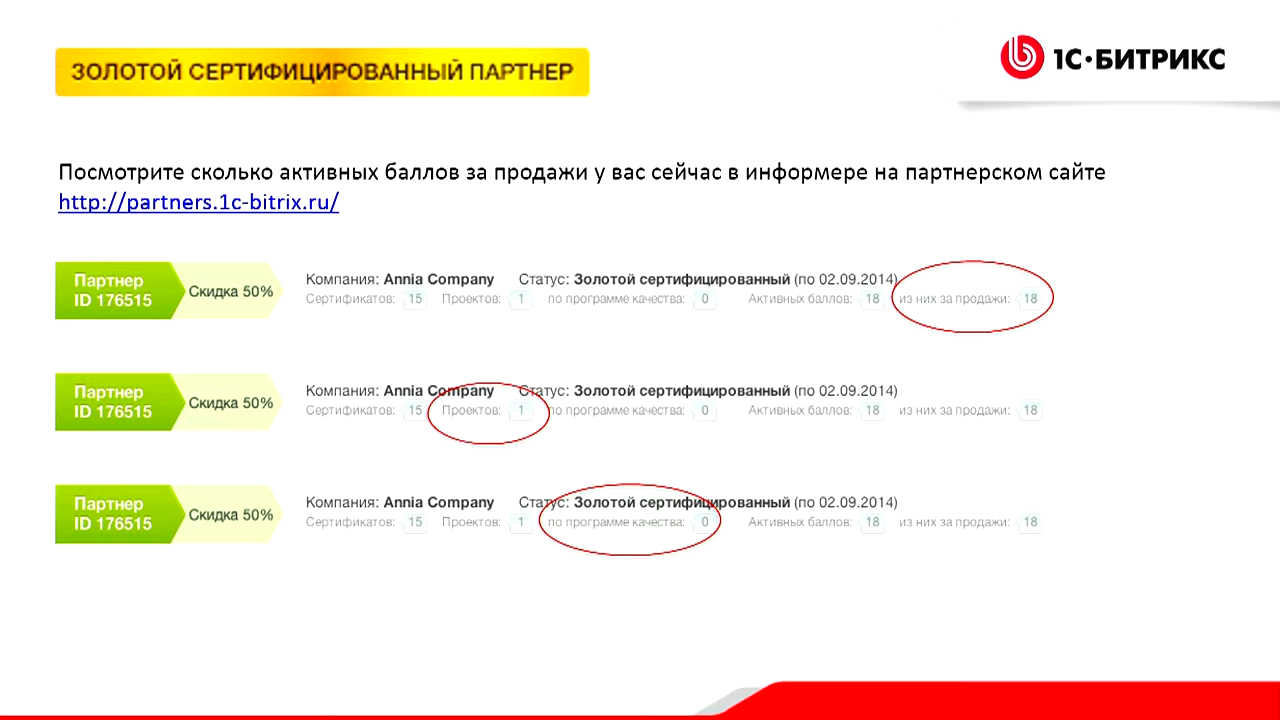 ЗОЛОТОЙ СЕРТИФИЦИРОВАННЫЙ ПАРТНЕР
1С·БИТРИКС
Посмотрите сколько активных баллов за продажи у вас сейчас в информере на партнерском сайте
http://partners.1c-bitrix.ru/
Партнер
ID 176515
Скидка 50%
Компания: Annia Company Статус: Золотой сертифицированный (по 02.09.2014)
Сертификатов: 15 Проектов: 1 по программе качества: 0 Активных баллов: 18 из них за продажи: 18
Партнер
ID 176515
Скидка 50%
Компания: Annia Company Статус: Золотой сертифицированный (по 02.09.2014)
Сертификатов: 15 Проектов: 1 по программе качества: 0 Активных баллов: 18 из них за продажи: 18
Партнер
ID 176515
Скидка 50%
Компания: Annia Company Статус: Золотой сертифицированный (по 02.09.2014)
Сертификатов: 15 Проектов: 1 по программе качества: 0 Активных баллов: 18 из них за продажи: 18